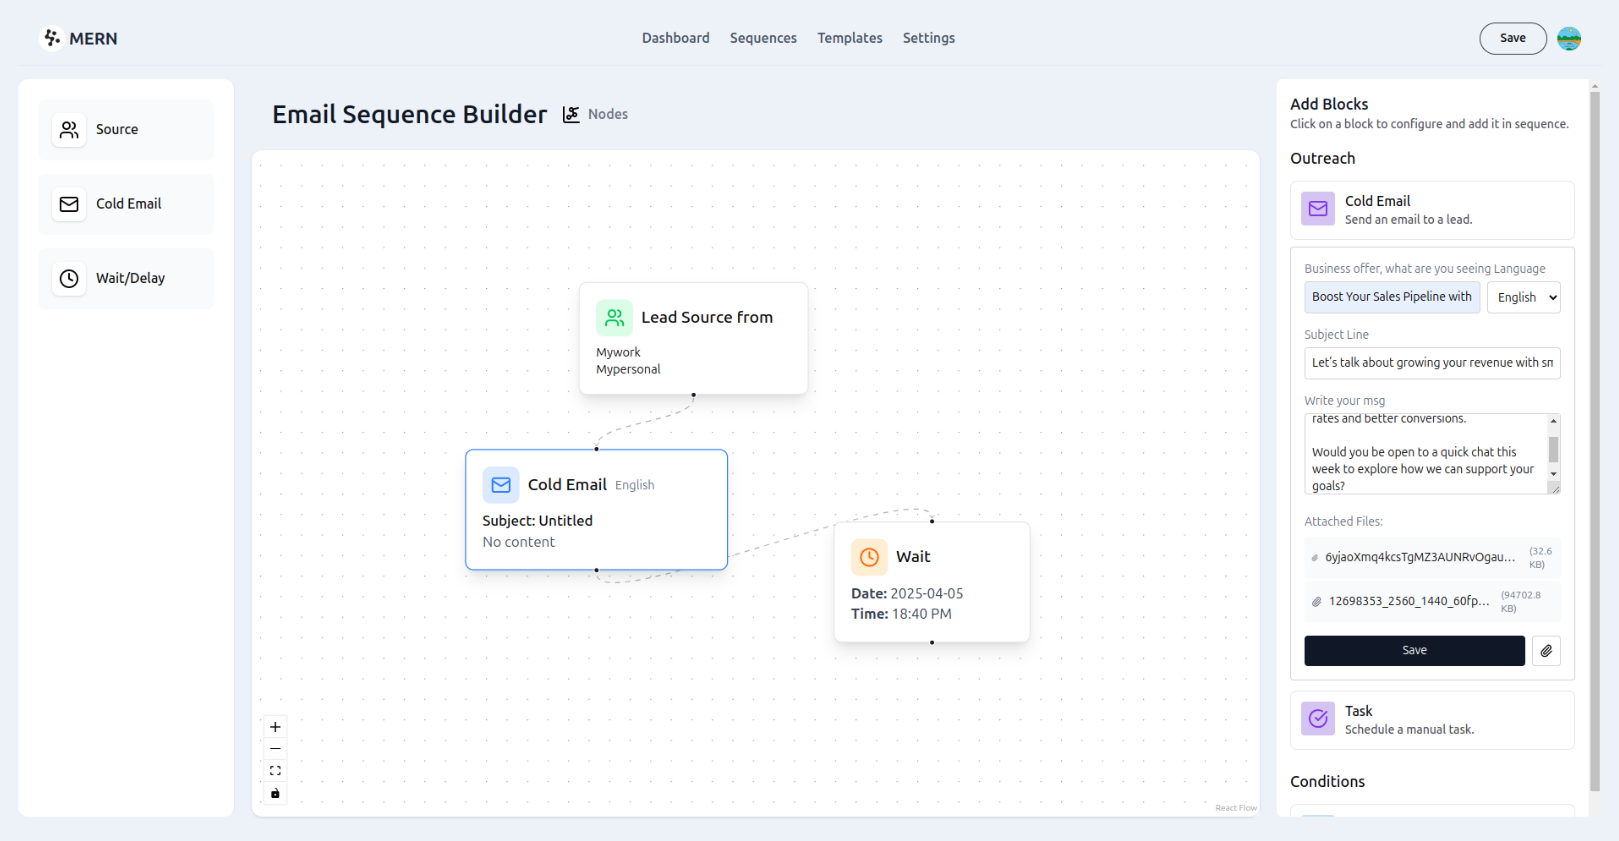 MERN
Dashboard
Sequences
Templates
Settings
Save
Source
Cold Email
Wait/Delay
Email Sequence Builder
Nodes
Lead Source from
Mywork
Mypersonal
Cold Email English
Subject: Untitled
No content
Wait
Date: 2025-04-05
Time: 18:40 PM
React Flow
Add Blocks
Click on a block to configure and add it in sequence.
Outreach
Cold Email
Send an email to a lead.
Business offer, what are you seeing Language
Boost Your Sales Pipeline with
English
Subject Line
Let's talk about growing your revenue with
Write your msg
rates and better conversions.
Would you be open to a quick chat this
week to explore how we can support your
goals?
Attached Files:
6yjaoXmq4kcsTgMZ3AUNRvOgau... (32.6
KB)
12698353_2560_1440_60fp... (94702.8
KB)
Save
Task
Schedule a manual task.
Conditions